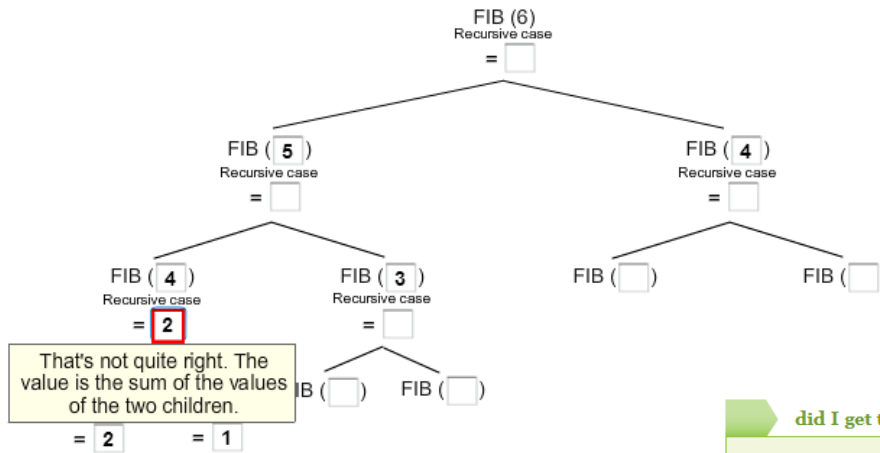 FIB (6)
Recursive case
=
FIB ( 5 ) FIB ( 4 )
Recursive case Recursive case
= =
FIB ( 4 ) FIB ( 3 ) FIB ( ) FIB ( )
Recursive case Recursive case
= 2 =
That's not quite right. The
value is the sum of the values
of the two children.
IB ( ) FIB ( )
= 2 = 1
did I get